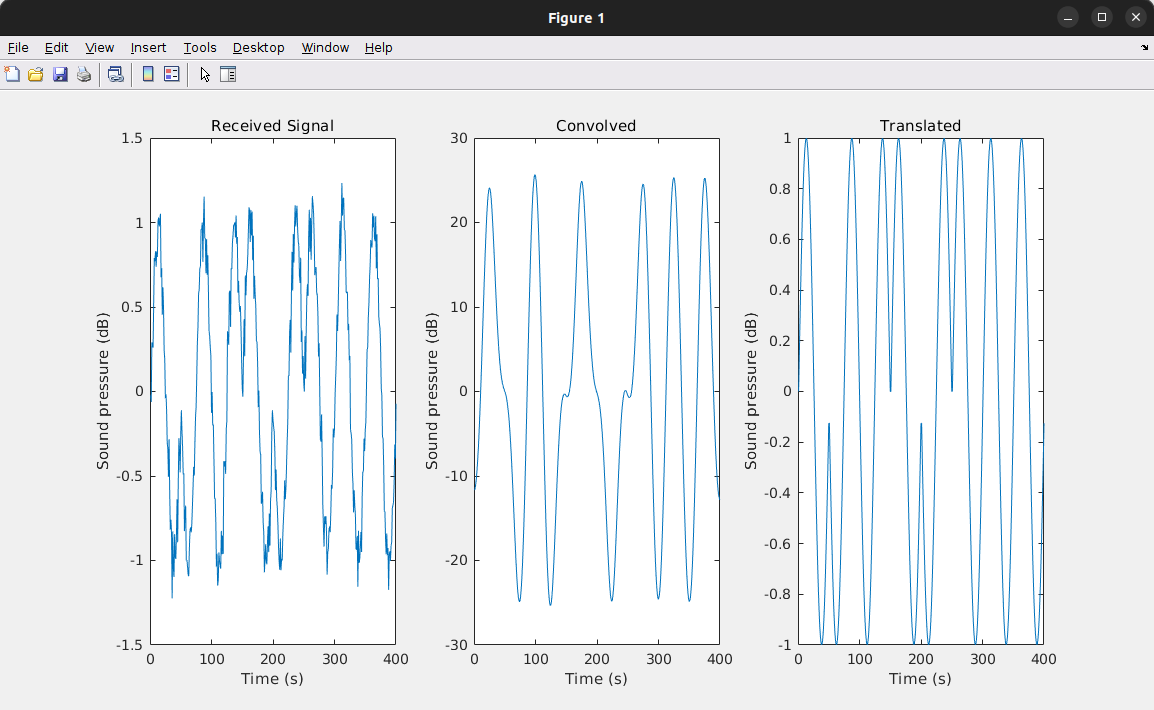 Figure 1
File Edit View Insert Tools Desktop Window Help
Received Signal
1.5
1
0.5
0
-0.5
-1
-1.5
Sound pressure (dB)
0 100 200 300 400
Time (s)
Convolved
30
20
10
0
-10
-20
-30
Sound pressure (dB)
0 100 200 300 400
Time (s)
Translated
1
0.8
0.6
0.4
0.2
0
-0.2
-0.4
-0.6
-0.8
-1
Sound pressure (dB)
0 100 200 300 400
Time (s)